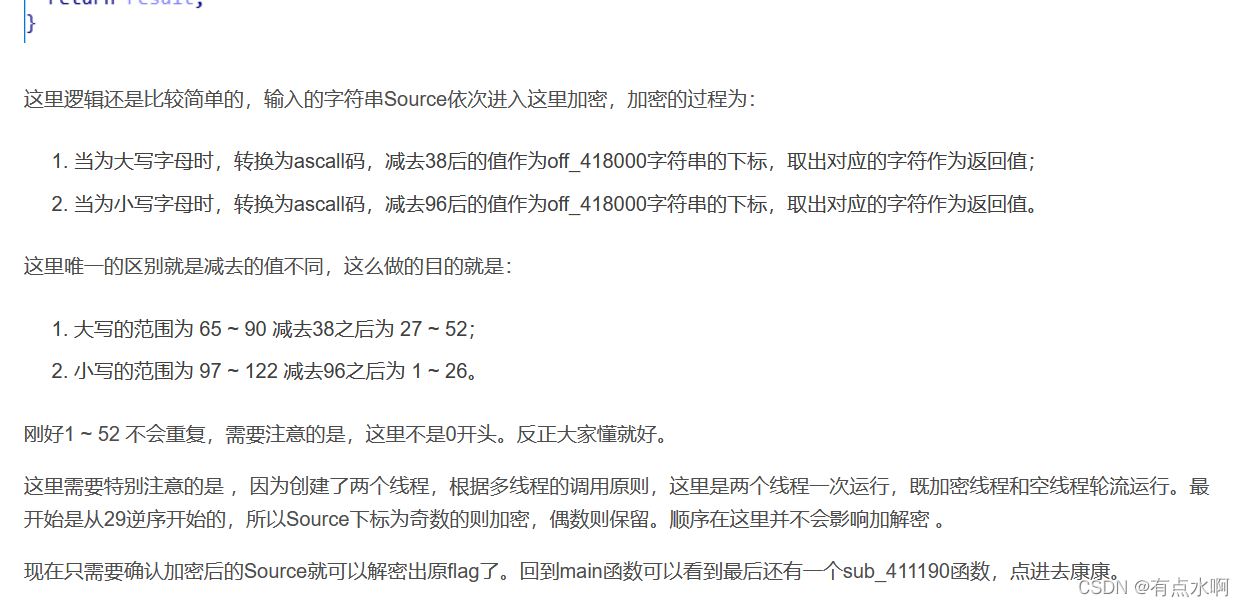 return result;
}
这里逻辑还是比较简单的，输入的字符串Source依次进入这里加密，加密的过程为：
1. 当为大写字母时，转换为ascall码，减去38后的值作为off_418000字符串的下标，取出对应的字符作为返回值；
2. 当为小写字母时，转换为ascall码，减去96后的值作为off_418000字符串的下标，取出对应的字符作为返回值。
这里唯一的区别就是减去的值不同，这么做的目的就是：
1. 大写的范围为 65 ~ 90 减去38之后为 27 ~ 52；
2. 小写的范围为 97 ~ 122 减去96之后为 1 ~ 26。
刚好1 ~ 52 不会重复，需要注意的是，这里不是0开头。反正大家懂就好。
这里需要特别注意的是 ，因为创建了两个线程，根据多线程的调用原则，这里是两个线程一次运行，既加密线程和空线程轮流运行。最
开始是从29逆序开始的，所以Source下标为奇数的则加密，偶数则保留。顺序在这里并不会影响加解密 。
现在只需要确认加密后的Source就可以解密出原flag了。回到main函数可以看到最后还有一个sub_411190函数，点进去康康。
CSDN @有点水啊